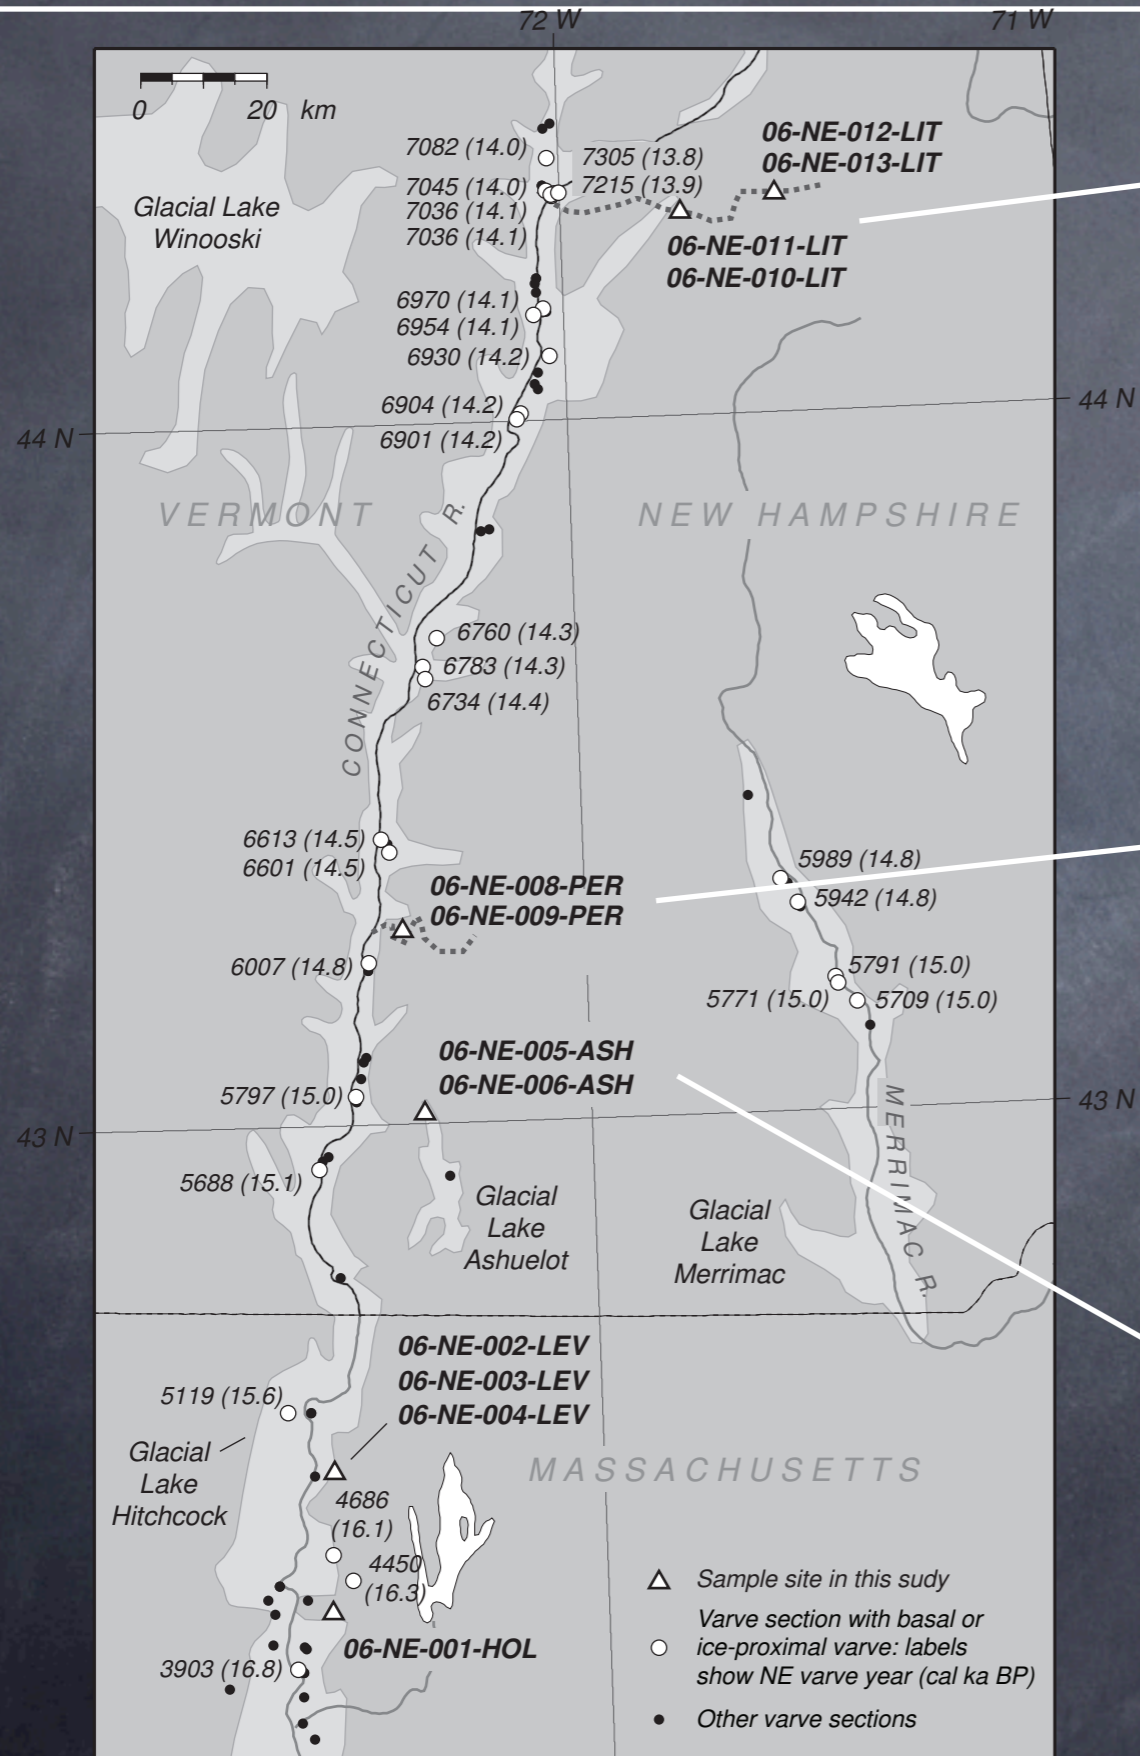 72 W
71 W
0 20 km
7082 (14.0)
7305 (13.8)
06-NE-012-LIT
06-NE-013-LIT
7045 (14.0)
7215 (13.9)
7036 (14.1)
7036 (14.1)
Glacial Lake
Winooski
06-NE-011-LIT
06-NE-010-LIT
6970 (14.1)
6954 (14.1)
6930 (14.2)
6904 (14.2)
6901 (14.2)
44 N
44 N
VERMONT
NEW HAMPSHIRE
CONNECTICUT R.
6760 (14.3)
6783 (14.3)
6734 (14.4)
6613 (14.5)
6601 (14.5)
5989 (14.8)
5942 (14.8)
06-NE-008-PER
06-NE-009-PER
6007 (14.8)
5791 (15.0)
5771 (15.0)
5709 (15.0)
06-NE-005-ASH
06-NE-006-ASH
5797 (15.0)
43 N
43 N
MERRIMAC R.
5688 (15.1)
Glacial
Lake
Ashuelot
Glacial
Lake
Merrimac
06-NE-002-LEV
06-NE-003-LEV
06-NE-004-LEV
5119 (15.6)
Glacial
Lake
Hitchcock
MASSACHUSETTS
4686
(16.1)
4450
(16.3)
06-NE-001-HOL
3903 (16.8)
Sample site in this sudy
Varve section with basal or
ice-proximal varve: labels
show NE varve year (cal ka BP)
Other varve sections